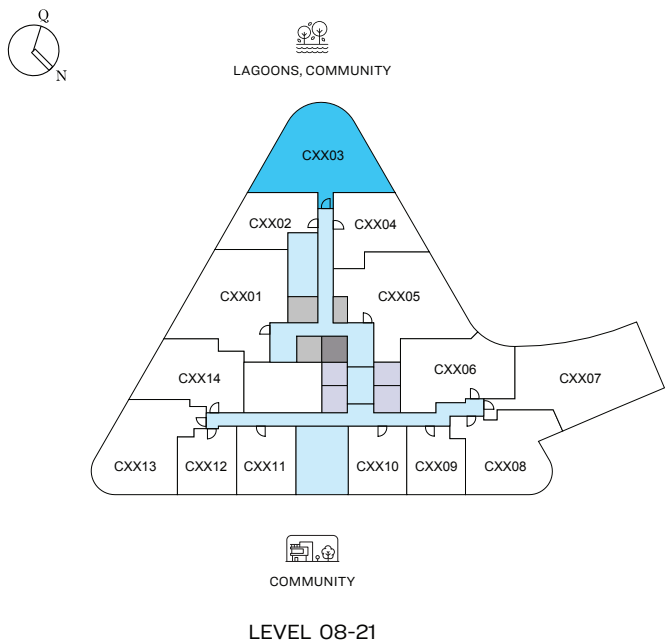 Q
N
LAGOONS, COMMUNITY
CXX03
CXX02
CXX04
CXX01
CXX05
CXX14
CXX06
CXX07
CXX13
CXX12
CXX11
CXX10
CXX09
CXX08
COMMUNITY
LEVEL 08-21